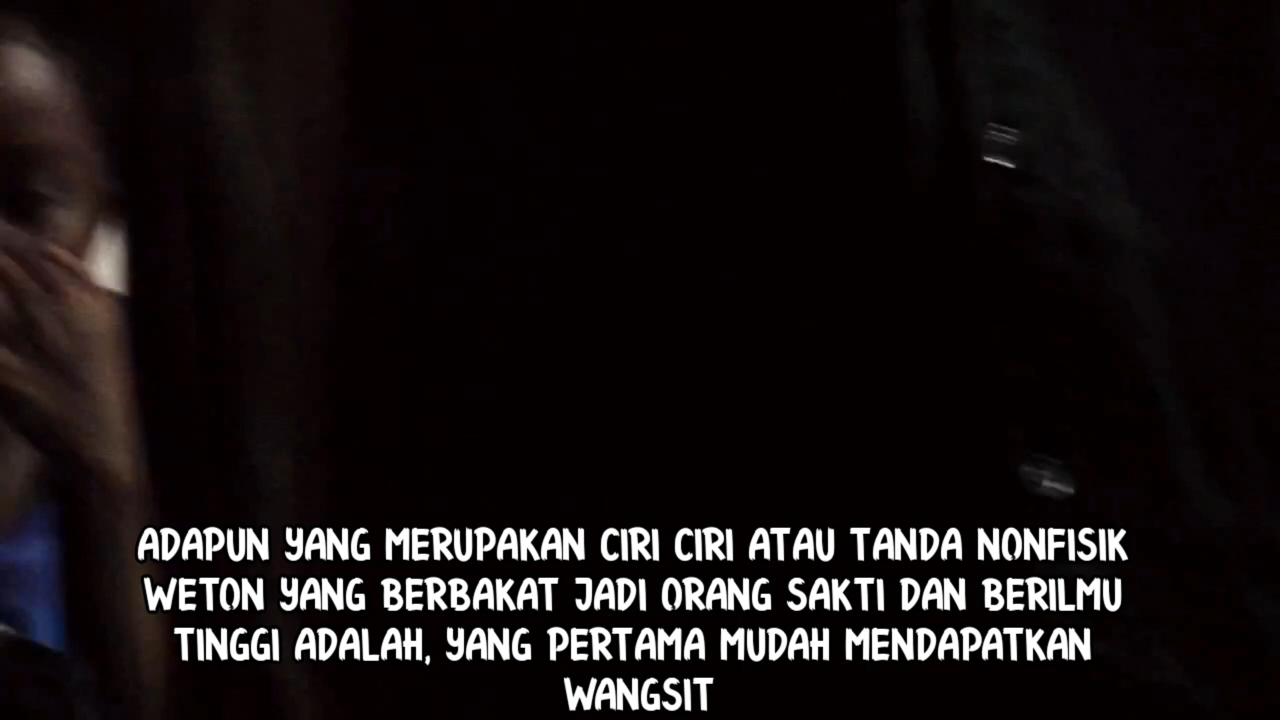 ADAPUN YANG MERUPAKAN CIRI CIRI ATAU TANDA NONFISIK
WETON YANG BERBAKAT JADI ORANG SAKTI DAN BERILMU
TINGGI ADALAH, YANG PERTAMA MUDAH MENDAPATKAN
WANGSIT